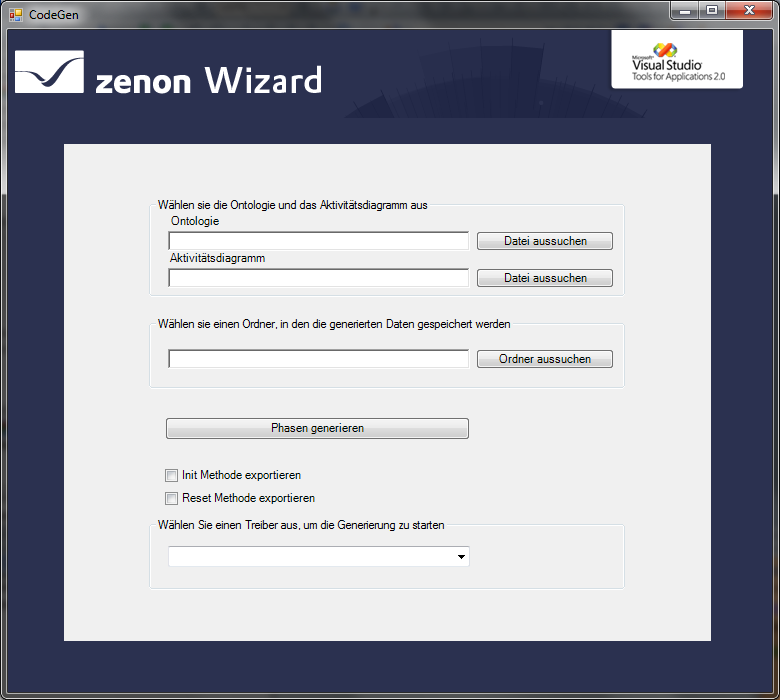 CodeGen
zenon Wizard
Microsoft
Visual Studio
Tools for Applications 2.0
Wählen sie die Ontologie und das Aktivitätsdiagramm aus
Ontologie
Datei aussuchen
Aktivitätsdiagramm
Datei aussuchen
Wählen sie einen Ordner, in den die generierten Daten gespeichert werden
Ordner aussuchen
Phasen generieren
Init Methode exportieren
Reset Methode exportieren
Wählen Sie einen Treiber aus, um die Generierung zu starten